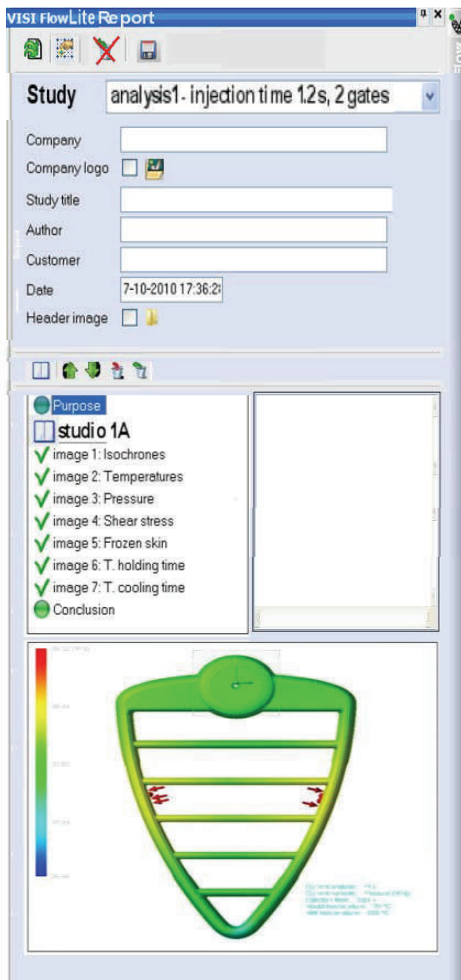 VISI FlowLite Report
Study
analysis1 - injection time 1.2s, 2 gates
Company
Company logo
Study title
Author
Customer
Date
7-10-2010 17:36:2
Header image
Purpose
studio 1A
image 1: Isochrones
image 2: Temperatures
image 3: Pressure
image 4: Shear stress
image 5: Frozen skin
image 6: T. holding time
image 7: T. cooling time
Conclusion